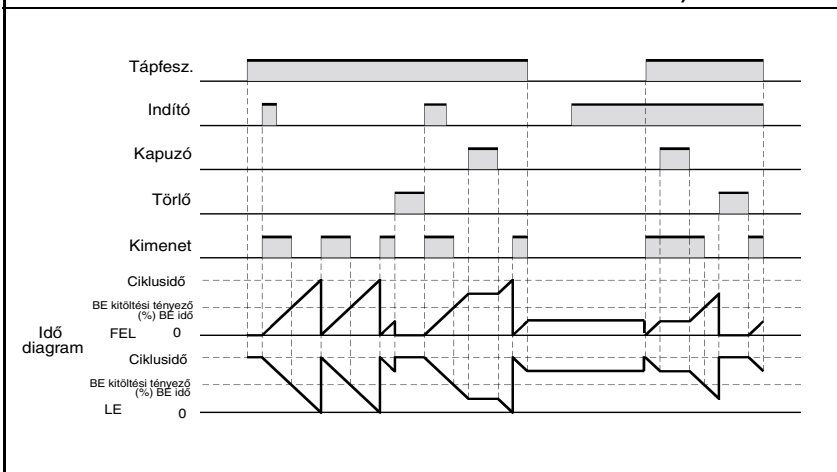 Tápfesz.
Indító
Kapuzó
Törlő
Kimenet
Ciklusidő
BE kitöltési tényező
(%) BE idő
Idő
diagram
FEL 0
Ciklusidő
BE kitöltési tényező
(%) BE idő
LE 0